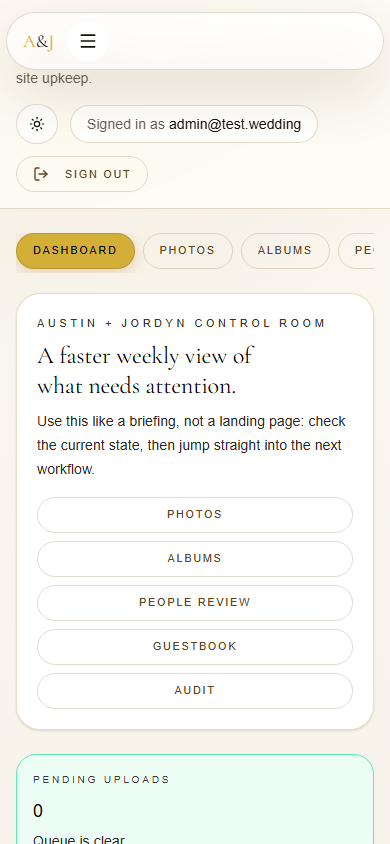 A&J
site upkeep.
Signed in as admin@test.wedding
SIGN OUT
DASHBOARD PHOTOS ALBUMS
AUSTIN + JORDYN CONTROL ROOM
A faster weekly view of
what needs attention.
Use this like a briefing, not a landing page: check
the current state, then jump straight into the next
workflow.
PHOTOS
ALBUMS
PEOPLE REVIEW
GUESTBOOK
AUDIT
PENDING UPLOADS
0
Queue is clear